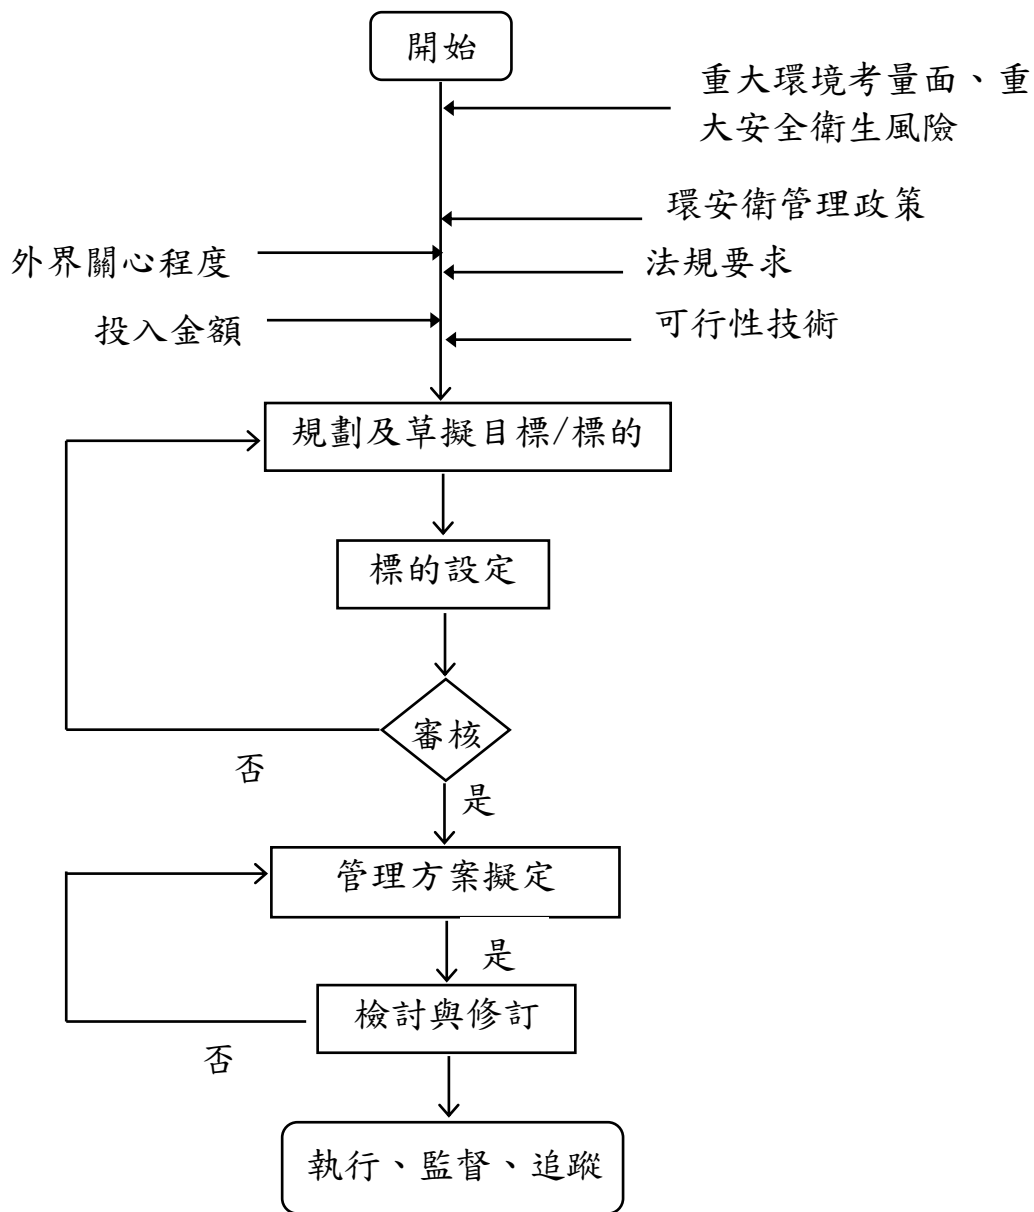 開始
重大環境考量面、重
大安全衛生風險
環安衛管理政策
外界關心程度
法規要求
投入金額
可行性技術
規劃及草擬目標/標的
標的設定
審核
否
是
管理方案擬定
是
檢討與修訂
否
執行、監督、追蹤